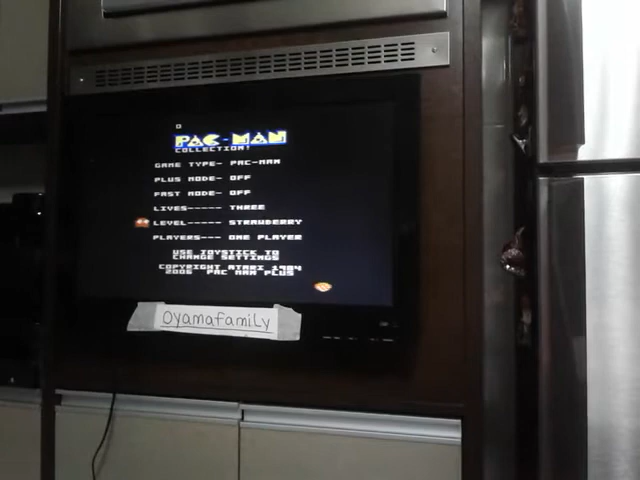 0
PAC-MAN
COLLECTION!
GAME TYPE- PAC-MAN
PLUS MODE- OFF
FAST MODE- OFF
LIVES----- THREE
LEVEL----- STRAWBERRY
PLAYERS--- ONE PLAYER
USE JOYSTICK TO
CHANGE SETTINGS
COPYRIGHT ATARI 1984
2006 PAC MAN PLUS
oyamafamiLy